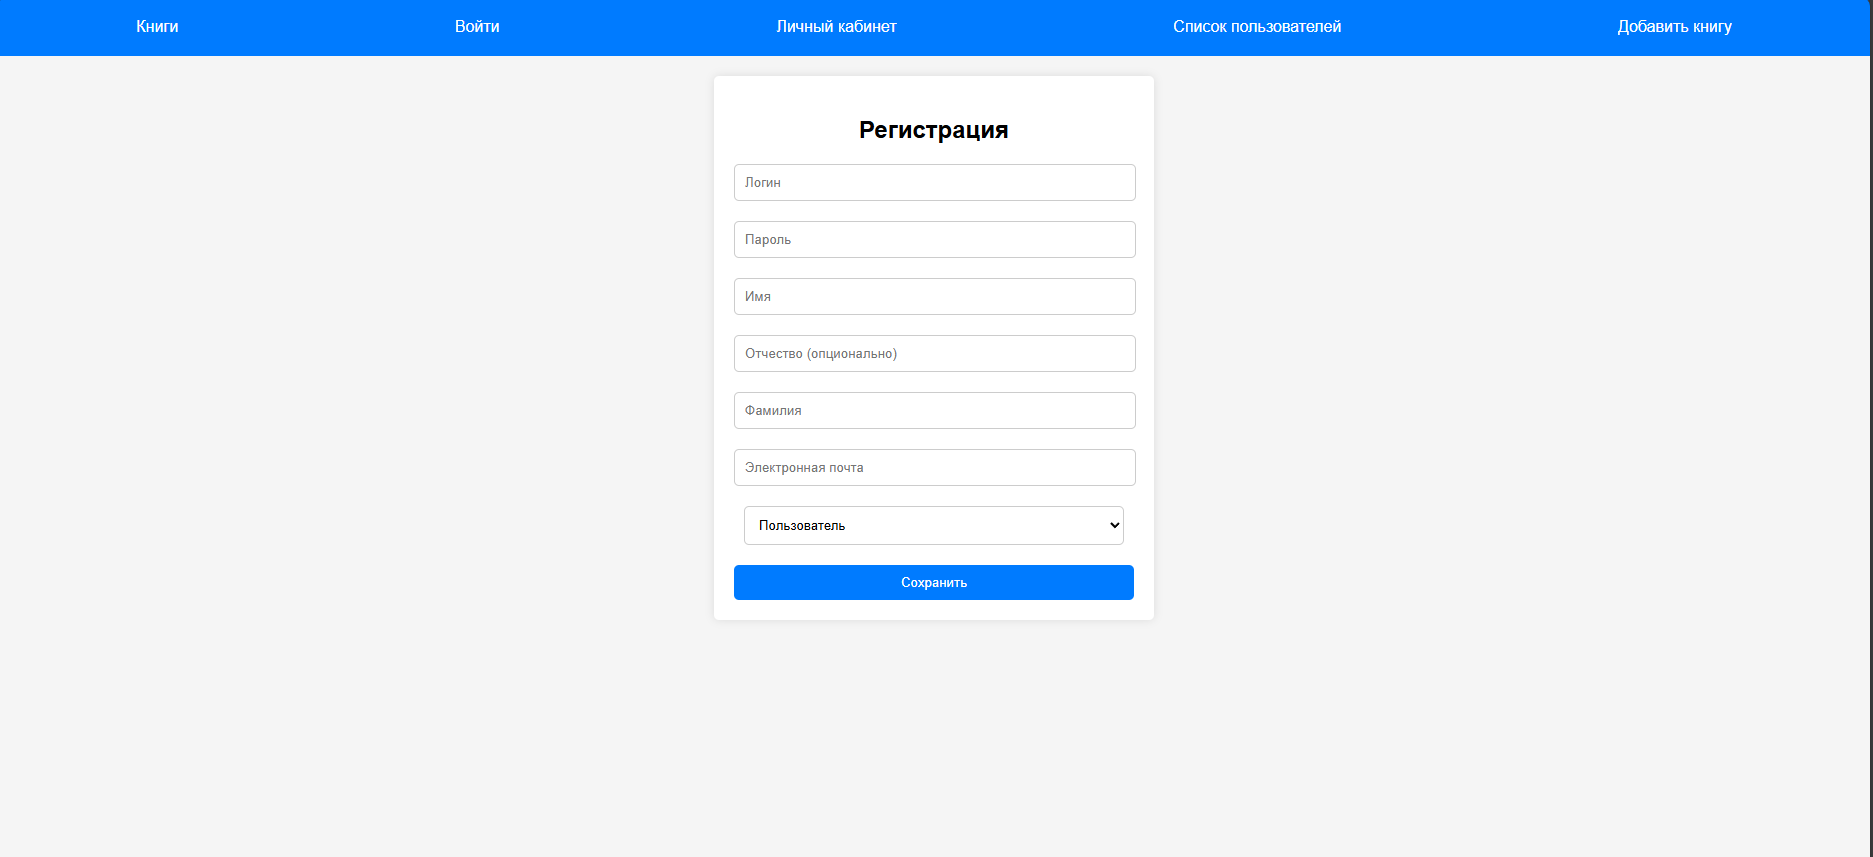 Книги Войти Личный кабинет Список пользователей Добавить книгу
Регистрация
Логин
Пароль
Имя
Отчество (опционально)
Фамилия
Электронная почта
Пользователь
Сохранить